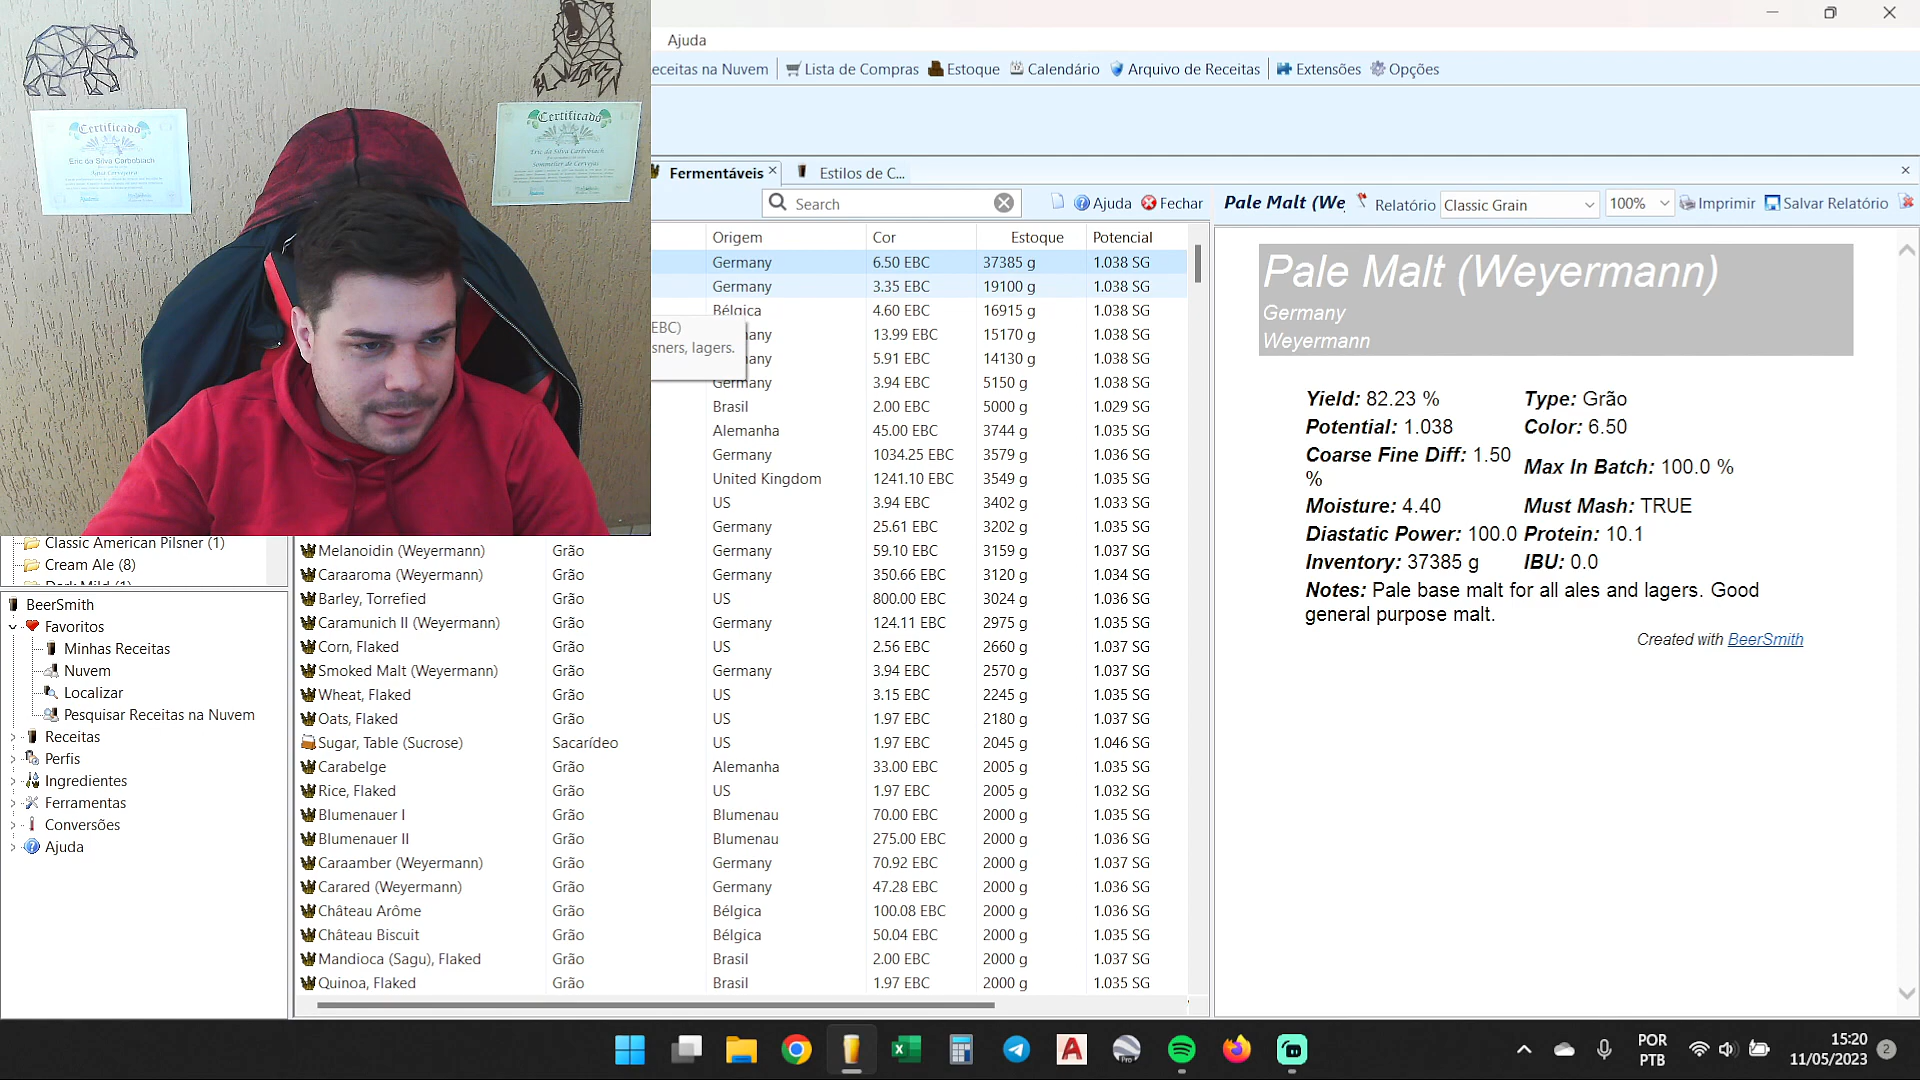 Ajuda
eceitas na Nuvem
Lista de Compras
Estoque
Calendário
Arquivo de Receitas
Extensões
Opções
Certificado
Eric da Silva Carbobiach
Certificado
Eric da Silva Carbobiach
Sommelier de Cervejas
Fermentáveis
Estilos de C...
Search
Ajuda
Fechar
Pale Malt (We
Relatório
Classic Grain
100%
Imprimir
Salvar Relatório
Origem Cor Estoque Potencial
Germany 6.50 EBC 37385 g 1.038 SG
Germany 3.35 EBC 19100 g 1.038 SG
Bélgica 4.60 EBC 16915 g 1.038 SG
EBC)
any 13.99 EBC 15170 g 1.038 SG
sners, lagers.
any 5.91 EBC 14130 g 1.038 SG
Germany 3.94 EBC 5150 g 1.038 SG
Brasil 2.00 EBC 5000 g 1.029 SG
Alemanha 45.00 EBC 3744 g 1.035 SG
Germany 1034.25 EBC 3579 g 1.036 SG
United Kingdom 1241.10 EBC 3549 g 1.035 SG
US 3.94 EBC 3402 g 1.033 SG
Germany 25.61 EBC 3202 g 1.035 SG
Melanoidin (Weyermann) Grão Germany 59.10 EBC 3159 g 1.037 SG
Caraaroma (Weyermann) Grão Germany 350.66 EBC 3120 g 1.034 SG
Barley, Torrefied Grão US 800.00 EBC 3024 g 1.036 SG
Caramunich II (Weyermann) Grão Germany 124.11 EBC 2975 g 1.035 SG
Corn, Flaked Grão US 2.56 EBC 2660 g 1.037 SG
Smoked Malt (Weyermann) Grão Germany 3.94 EBC 2570 g 1.037 SG
Wheat, Flaked Grão US 3.15 EBC 2245 g 1.035 SG
Oats, Flaked Grão US 1.97 EBC 2180 g 1.037 SG
Sugar, Table (Sucrose) Sacarídeo US 1.97 EBC 2045 g 1.046 SG
Carabelge Grão Alemanha 33.00 EBC 2005 g 1.035 SG
Rice, Flaked Grão US 1.97 EBC 2005 g 1.032 SG
Blumenauer I Grão Blumenau 70.00 EBC 2000 g 1.035 SG
Blumenauer II Grão Blumenau 275.00 EBC 2000 g 1.036 SG
Caraamber (Weyermann) Grão Germany 70.92 EBC 2000 g 1.037 SG
Carared (Weyermann) Grão Germany 47.28 EBC 2000 g 1.036 SG
Château Arôme Grão Bélgica 100.08 EBC 2000 g 1.036 SG
Château Biscuit Grão Bélgica 50.04 EBC 2000 g 1.035 SG
Mandioca (Sagu), Flaked Grão Brasil 2.00 EBC 2000 g 1.037 SG
Quinoa, Flaked Grão Brasil 1.97 EBC 2000 g 1.035 SG
Classic American Pilsner (1)
Cream Ale (8)
Dark Mild (1)
BeerSmith
Favoritos
Minhas Receitas
Nuvem
Localizar
Pesquisar Receitas na Nuvem
Receitas
Perfis
Ingredientes
Ferramentas
Conversões
Ajuda
Pale Malt (Weyermann)
Germany
Weyermann
Yield: 82.23 % Type: Grão
Potential: 1.038 Color: 6.50
Coarse Fine Diff: 1.50
% Max In Batch: 100.0 %
Moisture: 4.40 Must Mash: TRUE
Diastatic Power: 100.0 Protein: 10.1
Inventory: 37385 g IBU: 0.0
Notes: Pale base malt for all ales and lagers. Good
general purpose malt.
Created with BeerSmith
Pro
POR
PTB
15:20
11/05/2023
2